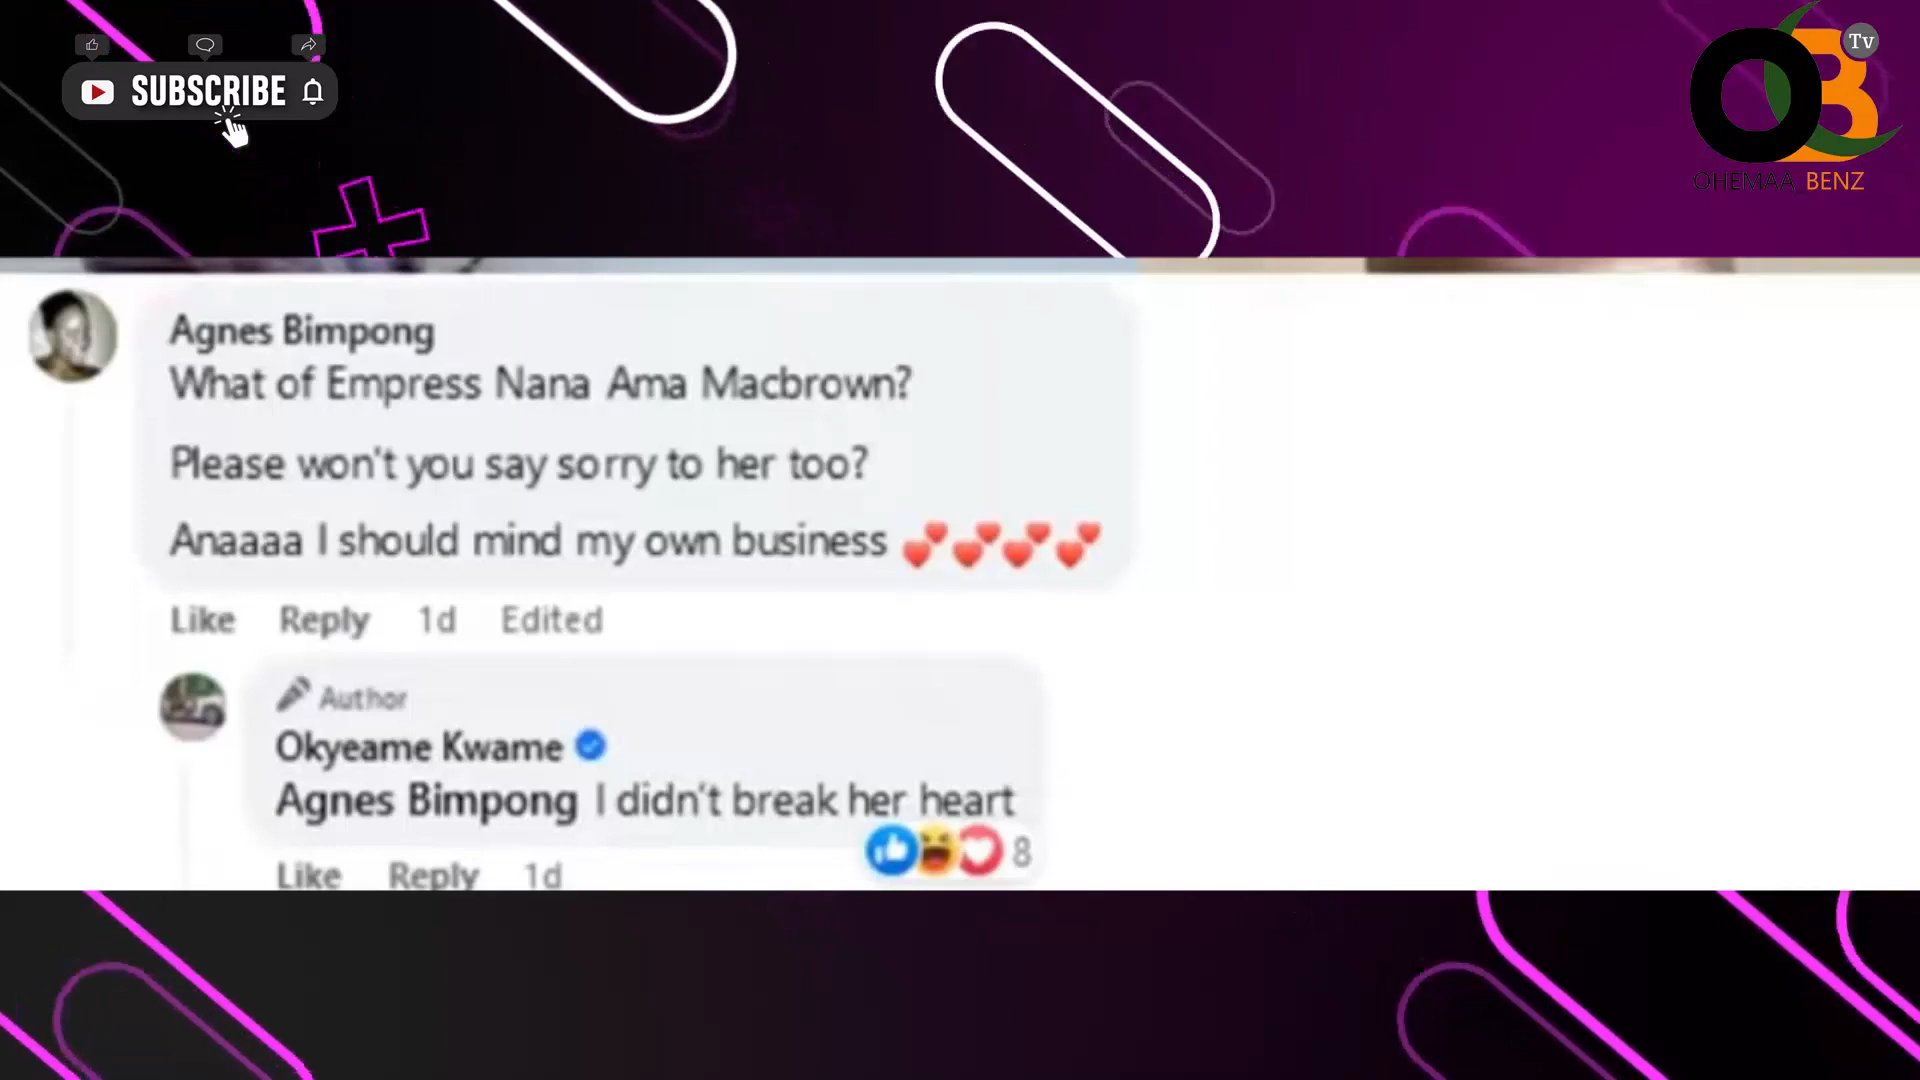 SUBSCRIBE
Tv
OB
OHEMAA BENZ
Agnes Bimpong
What of Empress Nana Ama Macbrown?
Please won't you say sorry to her too?
Anaaaa I should mind my own business 💕💕💕💕
Like Reply 1d Edited
Author
Okyeame Kwame
Agnes Bimpong I didn't break her heart
8
Like Reply 1d